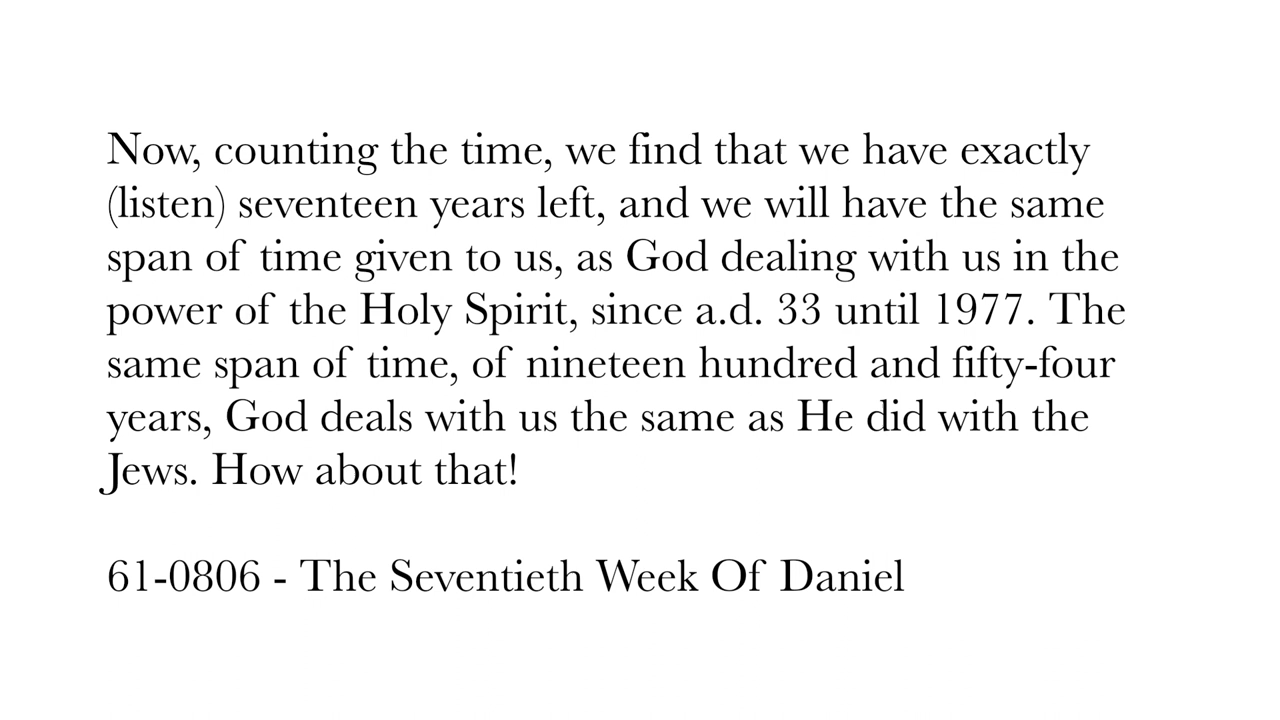 Now, counting the time, we find that we have exactly
(listen) seventeen years left, and we will have the same
span of time given to us, as God dealing with us in the
power of the Holy Spirit, since a.d. 33 until 1977. The
same span of time, of nineteen hundred and fifty-four
years, God deals with us the same as He did with the
Jews. How about that!
61-0806 - The Seventieth Week Of Daniel